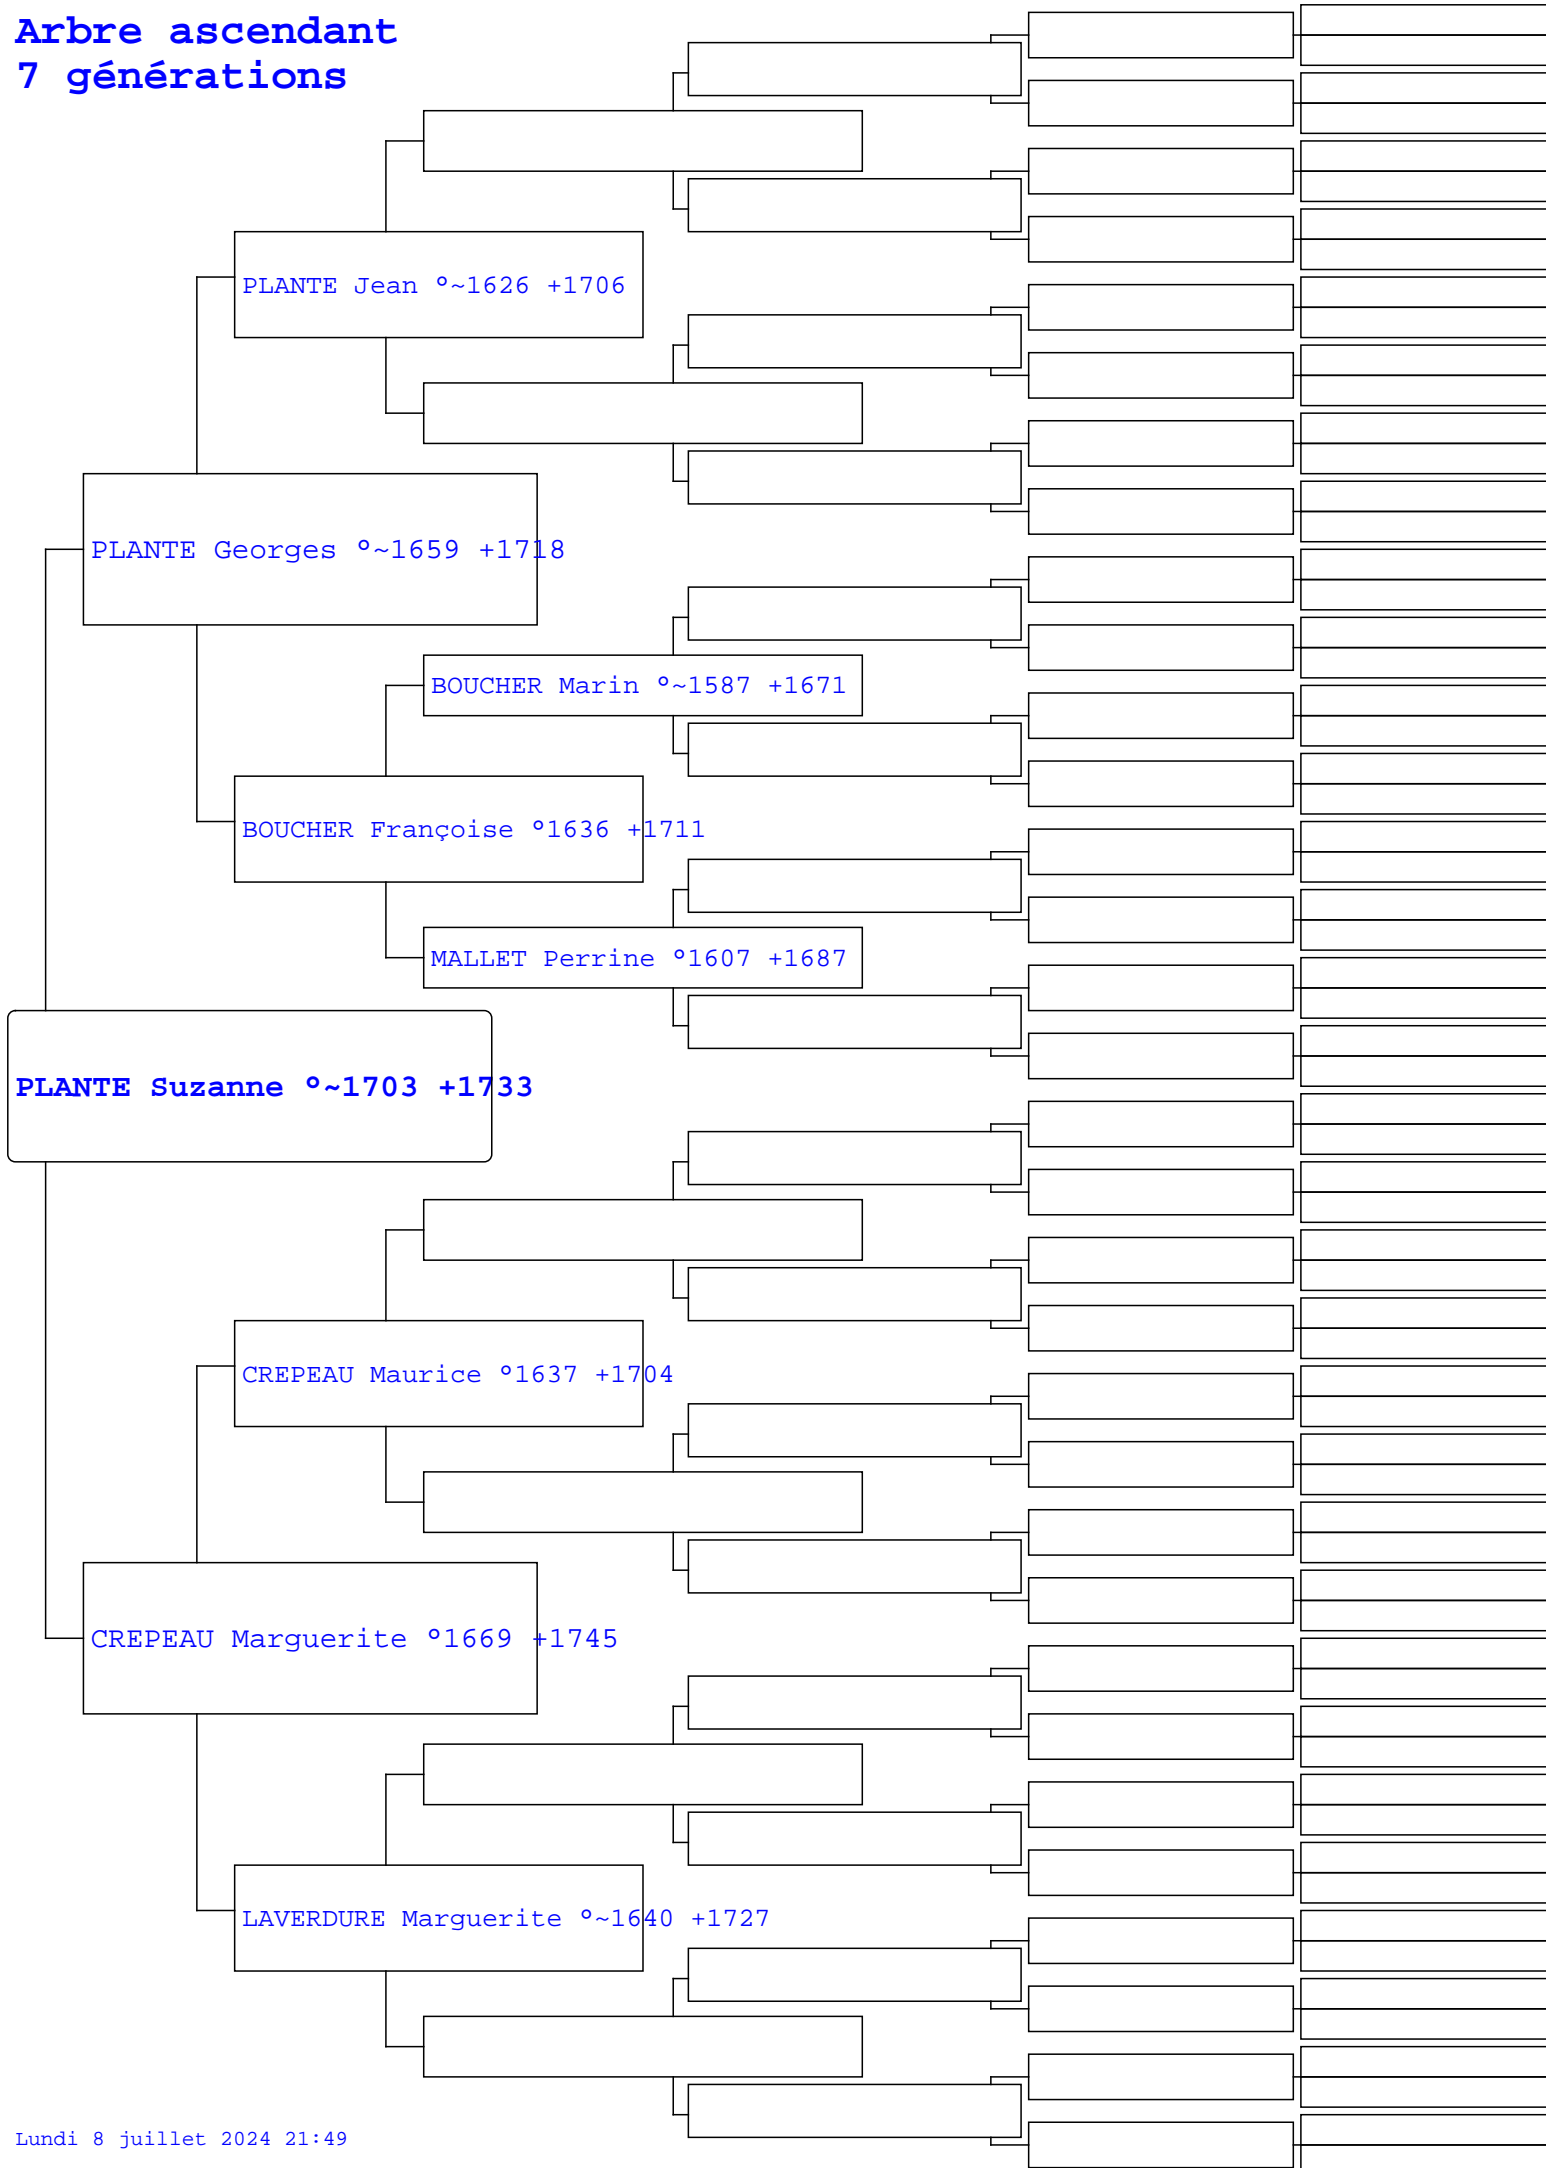 Arbre ascendant
7 générations
PLANTE Jean °~1626 +1706
PLANTE Georges °~1659 +1718
BOUCHER Marin °~1587 +1671
BOUCHER Françoise °1636 +1711
MALLET Perrine °1607 +1687
PLANTE Suzanne °~1703 +1733
CREPEAU Maurice °1637 +1704
CREPEAU Marguerite °1669 +1745
LAVERDURE Marguerite °~1640 +1727
Lundi 8 juillet 2024 21:49